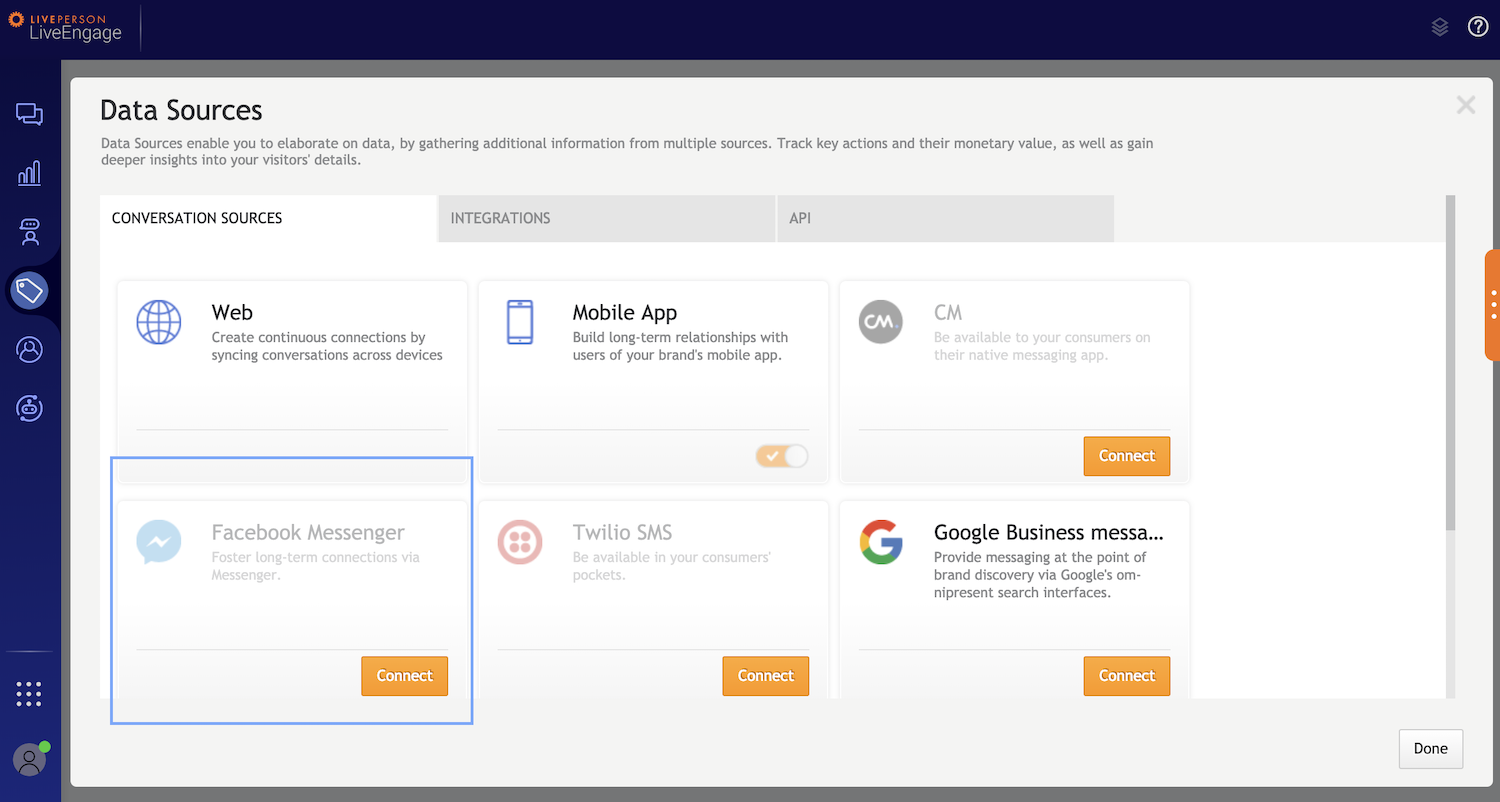 LIVEPERSON
LiveEngage
Data Sources
Data Sources enable you to elaborate on data, by gathering additional information from multiple sources. Track key actions and their monetary value, as well as gain
deeper insights into your visitors' details.
CONVERSATION SOURCES
INTEGRATIONS
API
Web
Create continuous connections by
syncing conversations across devices
Mobile App
Build long-term relationships with
users of your brand's mobile app.
CM.
CM
Be available to your consumers on
their native messaging app.
Connect
Facebook Messenger
Foster long-term connections via
Messenger.
Connect
Twilio SMS
Be available in your consumers'
pockets.
Connect
Google Business messa...
Provide messaging at the point of
brand discovery via Google's om-
nipresent search interfaces.
Connect
Done